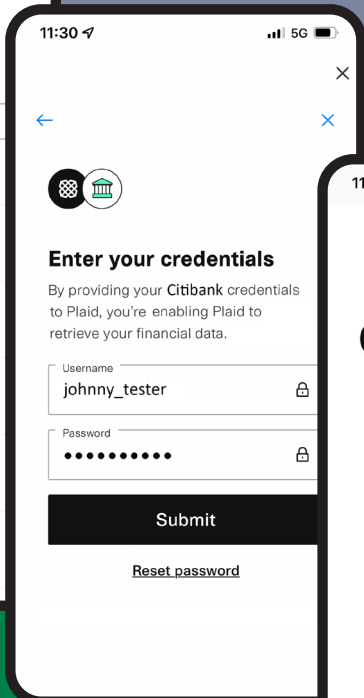 11:30
5G
11
Enter your credentials
By providing your Citibank credentials
to Plaid, you're enabling Plaid to
retrieve your financial data.
Username
johnny_tester
Password
••••••••••
Submit
Reset password